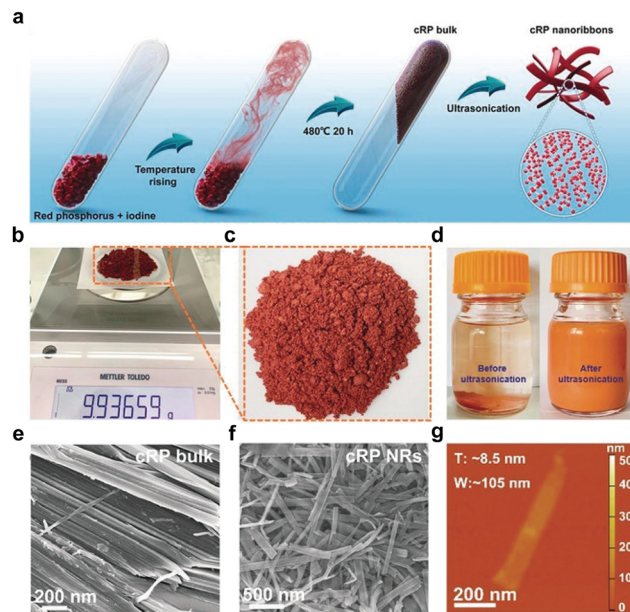 a
cRP bulk
cRP nanoribbons
480℃ 20 h
Ultrasonication
Temperature
rising
Red phosphorus + iodine
b
c
d
METTLER TOLEDO
9.93659 g
Before
ultrasonication
After
ultrasonication
e
cRP bulk
200 nm
f
cRP NRs
500 nm
g
T: ~8.5 nm
W:~105 nm
200 nm
nm
50
40
30
20
10
0